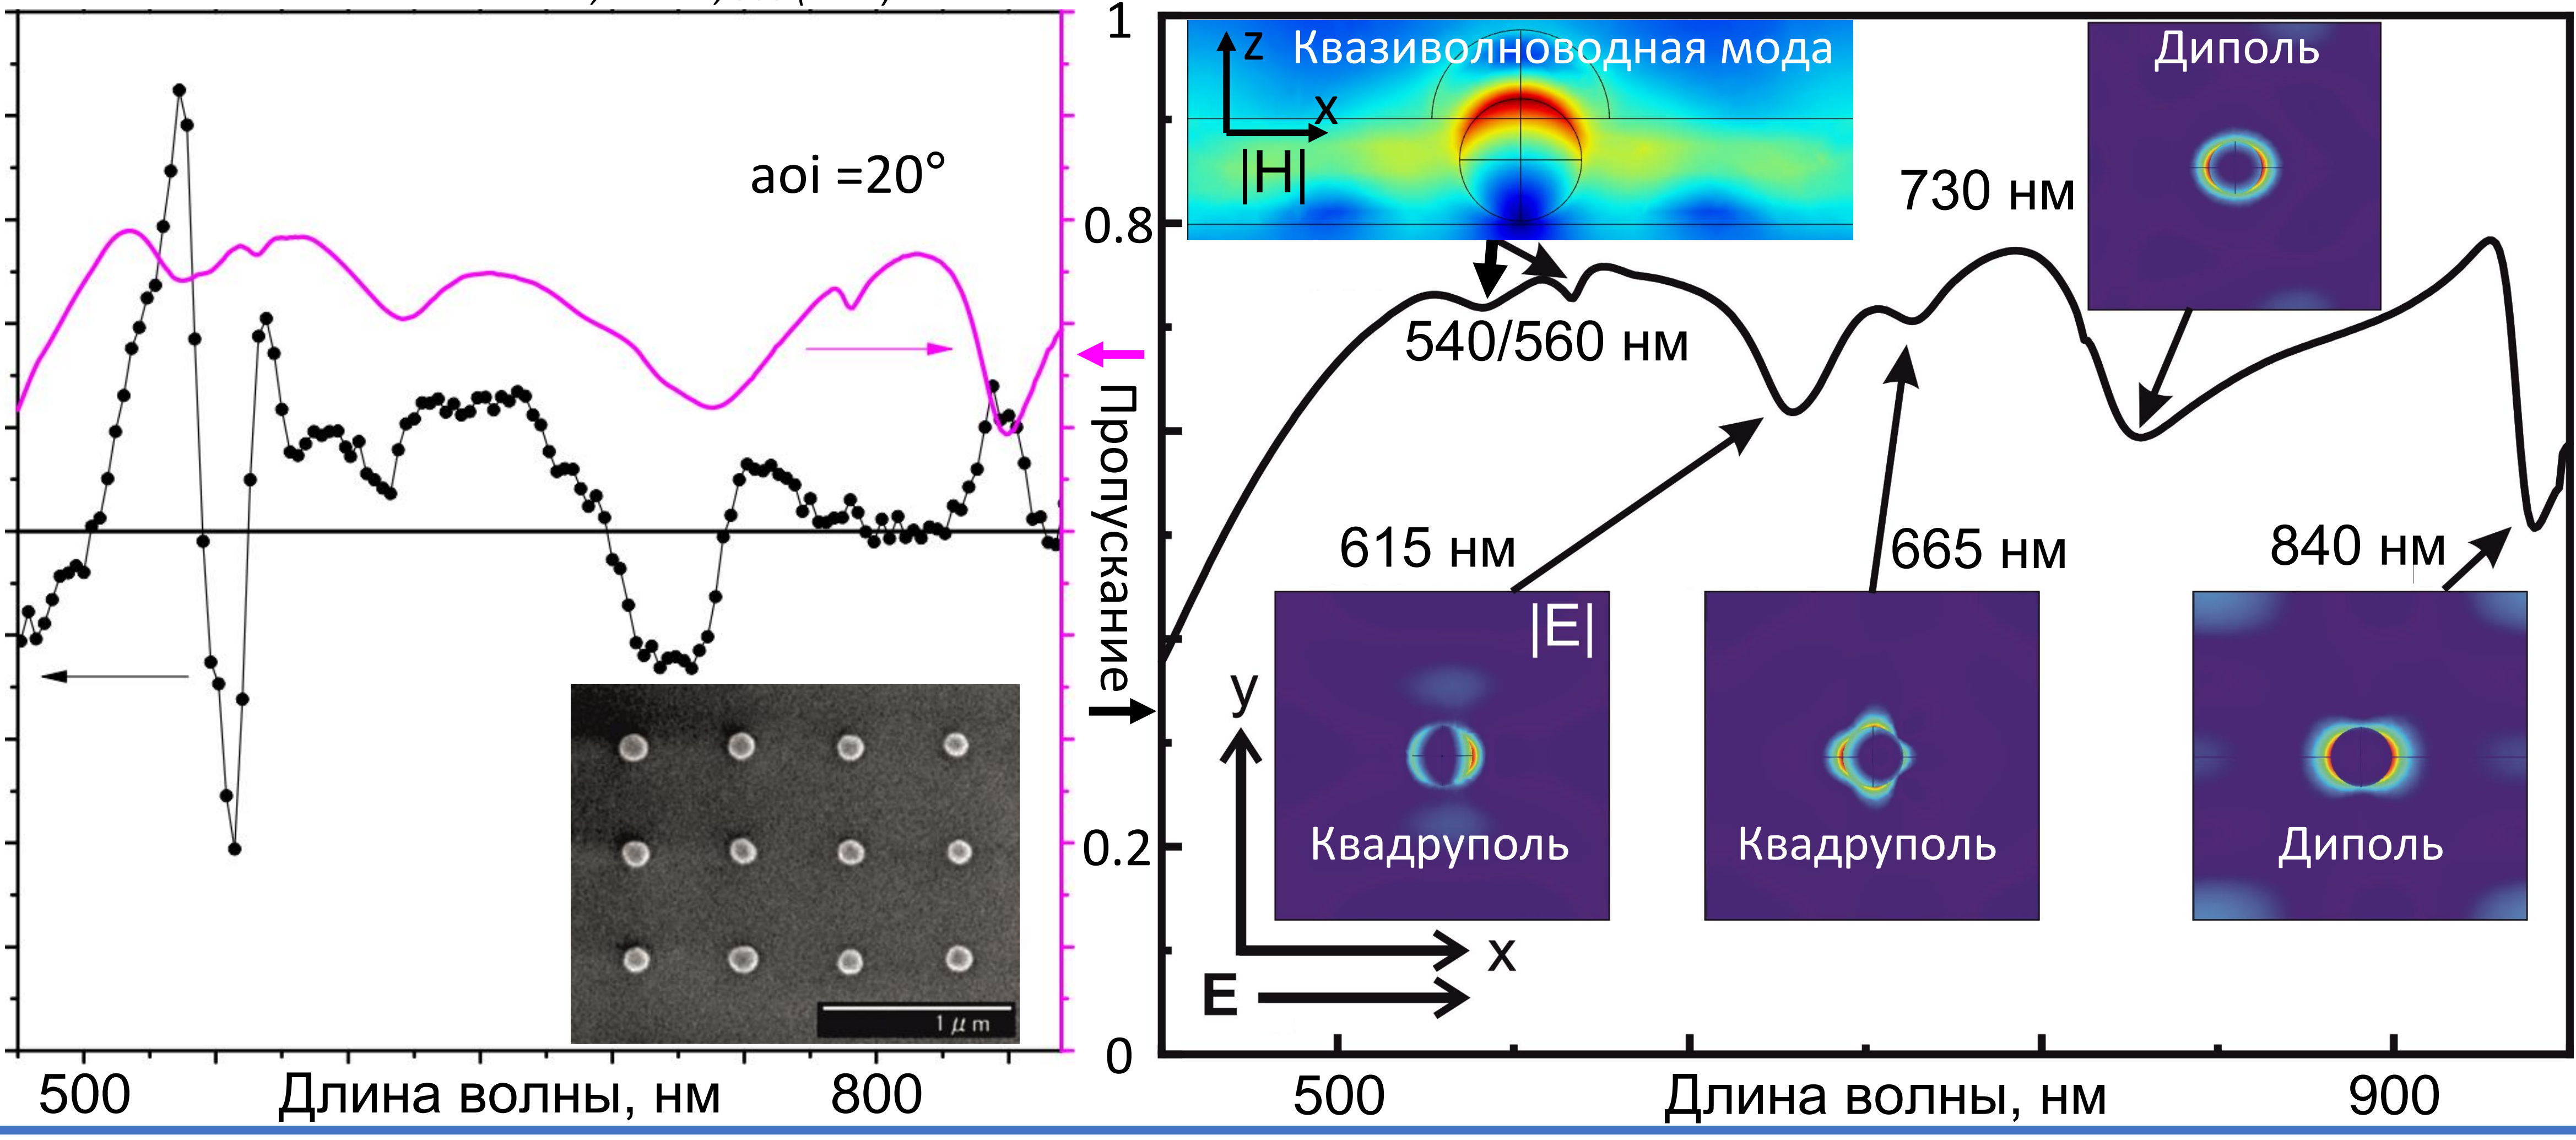 aoi =20°
1 μm
500
Длина волны, нм
800
Пропускание
1
0.8
0.2
0
z
Квазиволноводная мода
x
|H|
Диполь
730 нм
540/560 нм
615 нм
665 нм
840 нм
|E|
y
Квадруполь
Квадруполь
Диполь
x
E
500
Длина волны, нм
900